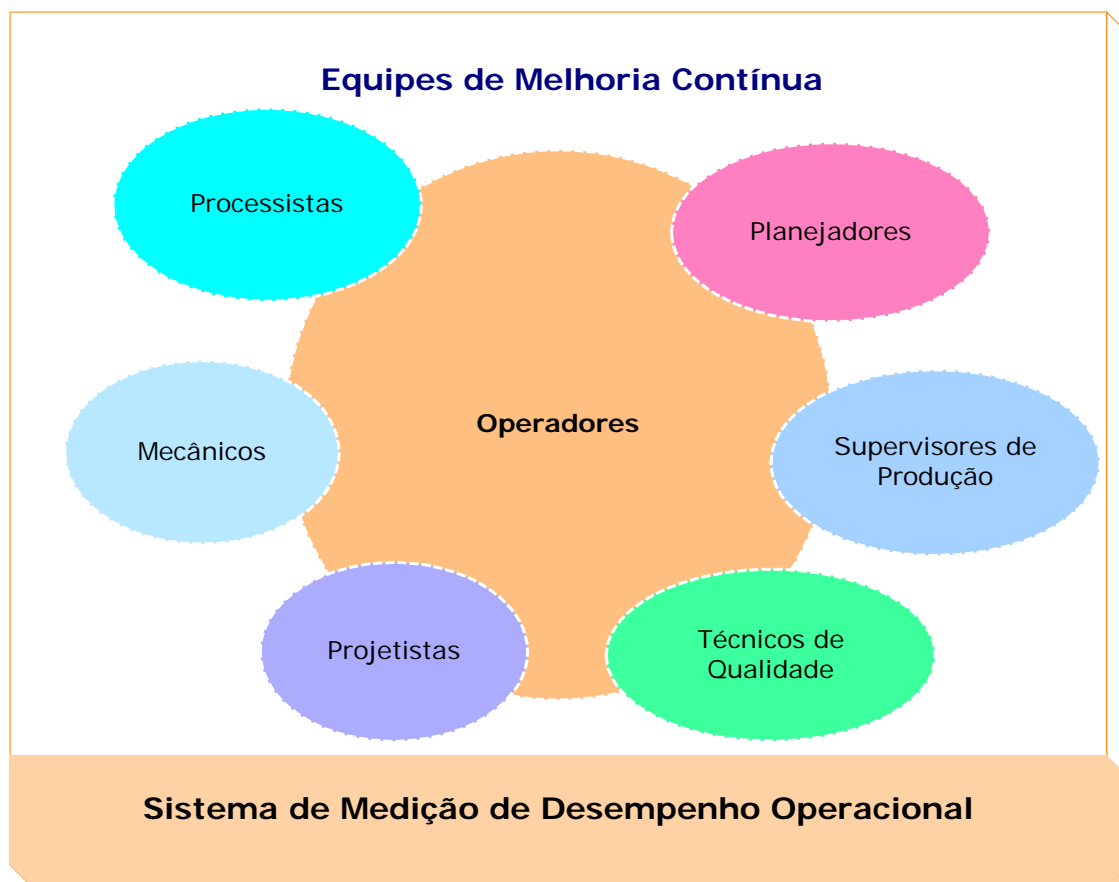 Equipes de Melhoria Contínua
Processistas
Planejadores
Operadores
Mecânicos
Supervisores de
Produção
Projetistas
Técnicos de
Qualidade
Sistema de Medição de Desempenho Operacional